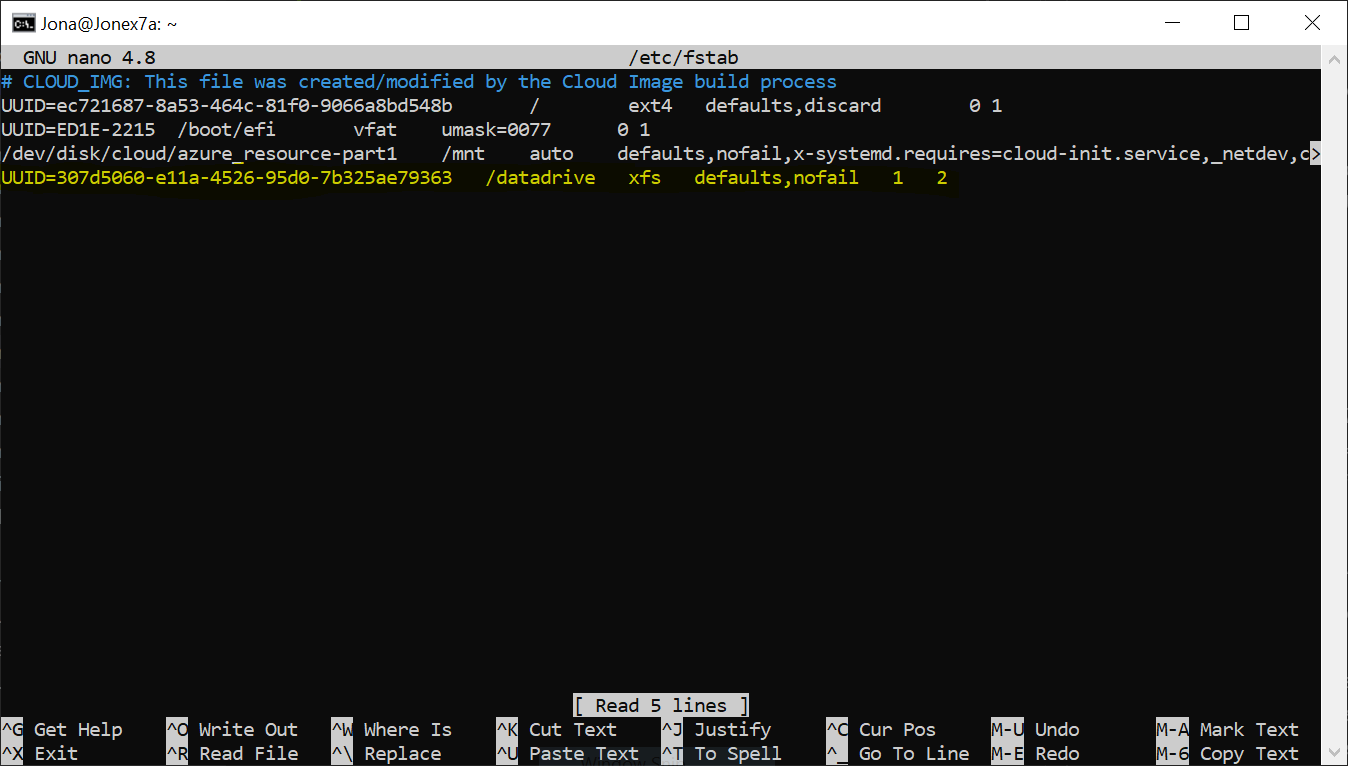 Jona@Jonex7a: ~
GNU nano 4.8 /etc/fstab
# CLOUD_IMG: This file was created/modified by the Cloud Image build process
UUID=ec721687-8a53-464c-81f0-9066a8bd548b / ext4 defaults,discard 0 1
UUID=ED1E-2215 /boot/efi vfat umask=0077 0 1
/dev/disk/cloud/azure_resource-part1 /mnt auto defaults,nofail,x-systemd.requires=cloud-init.service,_netdev,c>
UUID=307d5060-e11a-4526-95d0-7b325ae79363 /datadrive xfs defaults,nofail 1 2
[ Read 5 lines ]
^G Get Help ^O Write Out ^W Where Is ^K Cut Text ^J Justify ^C Cur Pos M-U Undo M-A Mark Text
^X Exit ^R Read File ^\ Replace ^U Paste Text ^T To Spell ^_ Go To Line M-E Redo M-6 Copy Text